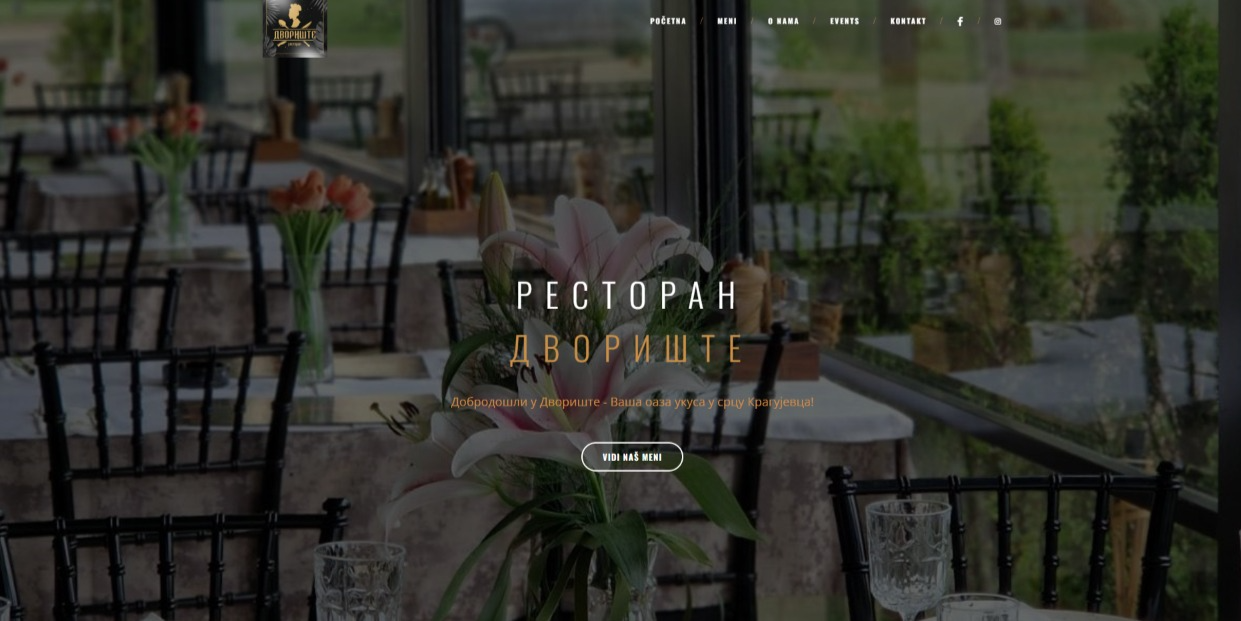 ДВОРИШТЕ
POČETNA / MENI / O NAMA / EVENTS / KONTAKT / /
РЕСТОРАН
ДВОРИШТЕ
Добродошли у Двориште - Ваша оаза укуса у срцу Крагујевца!
VIDI NAŠ MENI